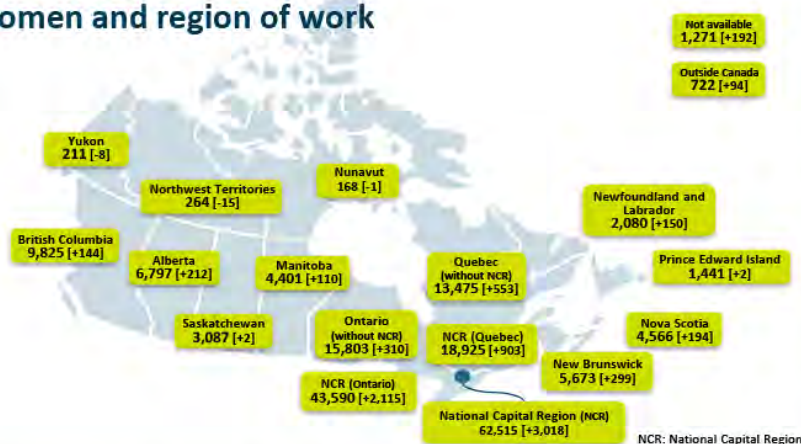 omen and region of work
Not available
1,271 [+192]
Outside Canada
722 [+94]
Yukon
211 [-8]
Northwest Territories
264 [-15]
Nunavut
168 [-1]
Newfoundland and
Labrador
2,080 [+150]
British Columbia
9,825 [+144]
Alberta
6,797 [+212]
Manitoba
4,401 [+110]
Quebec
(without NCR)
13,475 [+553]
Prince Edward Island
1,441 [+2]
Saskatchewan
3,087 [+2]
Ontario
(without NCR)
15,803 [+310]
NCR (Quebec)
18,925 [+903]
Nova Scotia
4,566 [+194]
New Brunswick
5,673 [+299]
NCR (Ontario)
43,590 [+2,115]
National Capital Region (NCR)
62,515 [+3,018]
NCR: National Capital Region